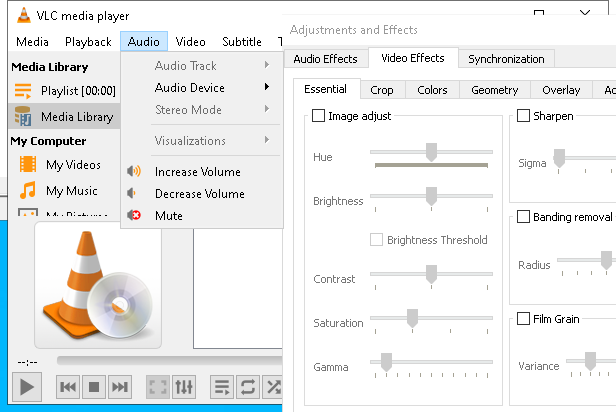 VLC media player
Media Playback Audio Video Subtitle
Media Library
Playlist [00:00]
Media Library
My Computer
My Videos
My Music
My Pictures
Audio Track
Audio Device
Stereo Mode
Visualizations
Increase Volume
Decrease Volume
Mute
--:--
Adjustments and Effects
Audio Effects Video Effects Synchronization
Essential Crop Colors Geometry Overlay
Image adjust
Hue
Brightness
Brightness Threshold
Contrast
Saturation
Gamma
Sharpen
Sigma
Banding removal
Radius
Film Grain
Variance